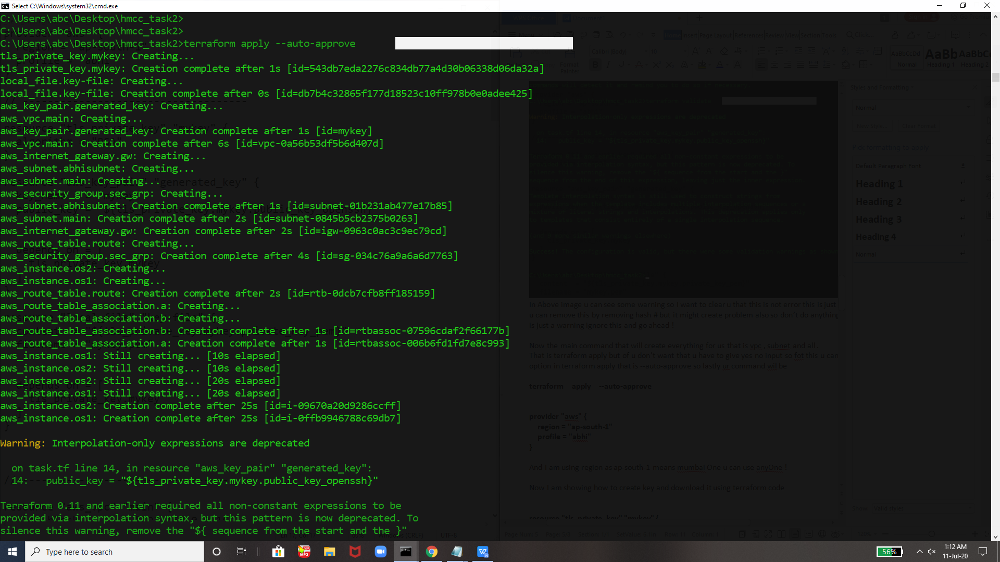 Select C:\Windows\system32\cmd.exe
C:\Users\abc\Desktop\hmcc_task2>
C:\Users\abc\Desktop\hmcc_task2>
C:\Users\abc\Desktop\hmcc_task2>terraform apply --auto-approve
tls_private_key.mykey: Creating...
tls_private_key.mykey: Creation complete after 1s [id=543db7eda2276c834db77a4d30b06338d06da32a]
local_file.key-file: Creating...
local_file.key-file: Creation complete after 0s [id=db7b4c32865f177d18523c10ff978b0e0adee425]
aws_key_pair.generated_key: Creating...
aws_vpc.main: Creating...
aws_key_pair.generated_key: Creation complete after 1s [id=mykey]
aws_vpc.main: Creation complete after 6s [id=vpc-0a56b53df5b6d407d]
aws_internet_gateway.gw: Creating...
aws_subnet.abhisubnet: Creating...
aws_subnet.main: Creating...
aws_security_group.sec_grp: Creating...
aws_subnet.abhisubnet: Creation complete after 1s [id=subnet-01b231ab477e17b85]
aws_subnet.main: Creation complete after 2s [id=subnet-0845b5cb2375b0263]
aws_internet_gateway.gw: Creation complete after 2s [id=igw-0963c0ac3c9ec79cd]
aws_route_table.route: Creating...
aws_security_group.sec_grp: Creation complete after 4s [id=sg-034c76a9a6a6d7763]
aws_instance.os2: Creating...
aws_instance.os1: Creating...
aws_route_table.route: Creation complete after 2s [id=rtb-0dcb7cfb8ff185159]
aws_route_table_association.a: Creating...
aws_route_table_association.b: Creating...
aws_route_table_association.b: Creation complete after 1s [id=rtbassoc-07596cdaf2f66177b]
aws_route_table_association.a: Creation complete after 1s [id=rtbassoc-006b6fd1fd7e8c993]
aws_instance.os1: Still creating... [10s elapsed]
aws_instance.os2: Still creating... [10s elapsed]
aws_instance.os2: Still creating... [20s elapsed]
aws_instance.os1: Still creating... [20s elapsed]
aws_instance.os2: Creation complete after 25s [id=i-09670a20d9286ccff]
aws_instance.os1: Creation complete after 25s [id=i-0ffb9946788c69db7]
Warning: Interpolation-only expressions are deprecated
on task.tf line 14, in resource "aws_key_pair" "generated_key":
14: public_key = "${tls_private_key.mykey.public_key_openssh}"
Terraform 0.11 and earlier required all non-constant expressions to be
provided via interpolation syntax, but this pattern is now deprecated. To
silence this warning, remove the "${ sequence from the start and the }"
Styles and Formatting
Normal
New Style... Clear Format
Pick formatting to apply
Default Paragraph Font
Heading 1
Heading 2
Heading 3
Heading 4
Normal
In Above image u can see some warning so I want to clear u that this is not error this is just
u can remove this by removing hash # but it might create problem also so don't do anything
is just a warning ignore this and go ahead !
Now the main command that will create everything for us that is vpc , subnet and all.
That is terraform apply but of u don't want that u have to give yes no input so fot this u can
option in terraform apply that is --auto-approve so lastly ur command wil be
terraform apply --auto-approve
provider "aws" {
region = "ap-south-1"
profile = "abhi"
}
And I am using region as ap-south-1 means mumbai One u can use anyOne !
Now I am showing how to create key and download it using terraform code
Type here to search
56%
1:12 AM
11-Jul-20